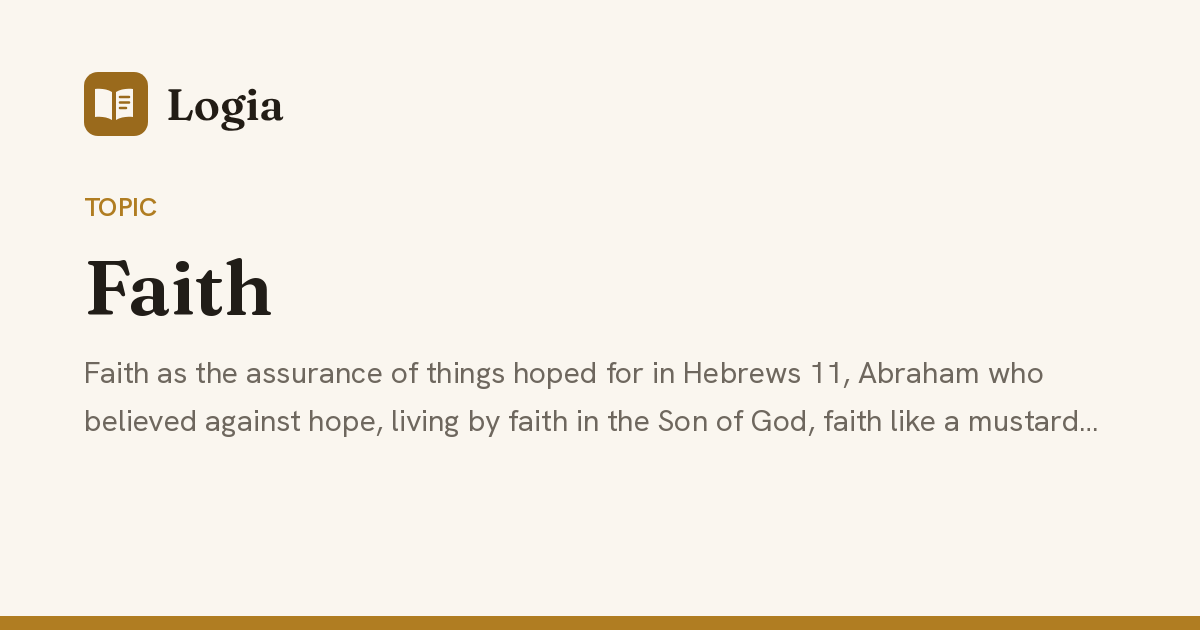 Logia
TOPIC
Faith
Faith as the assurance of things hoped for in Hebrews 11, Abraham who
believed against hope, living by faith in the Son of God, faith like a mustard...